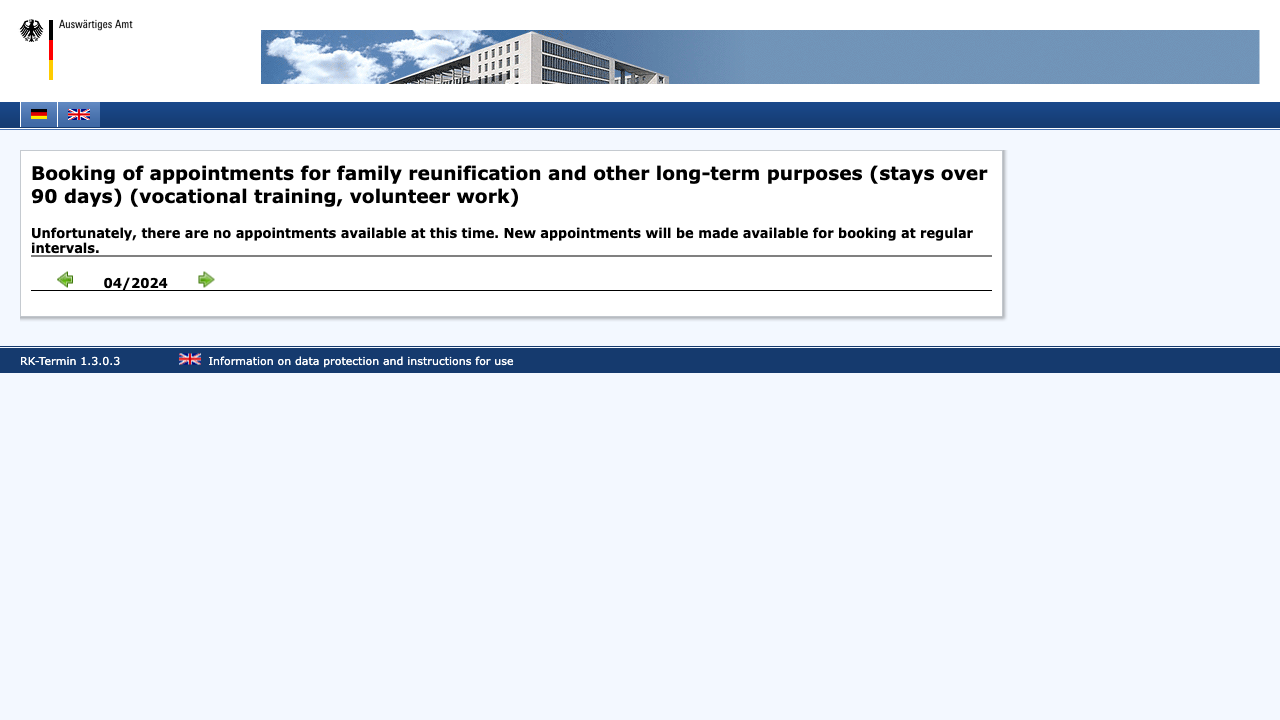 Auswärtiges Amt
Booking of appointments for family reunification and other long-term purposes (stays over
90 days) (vocational training, volunteer work)
Unfortunately, there are no appointments available at this time. New appointments will be made available for booking at regular
intervals.
04/2024
RK-Termin 1.3.0.3 Information on data protection and instructions for use